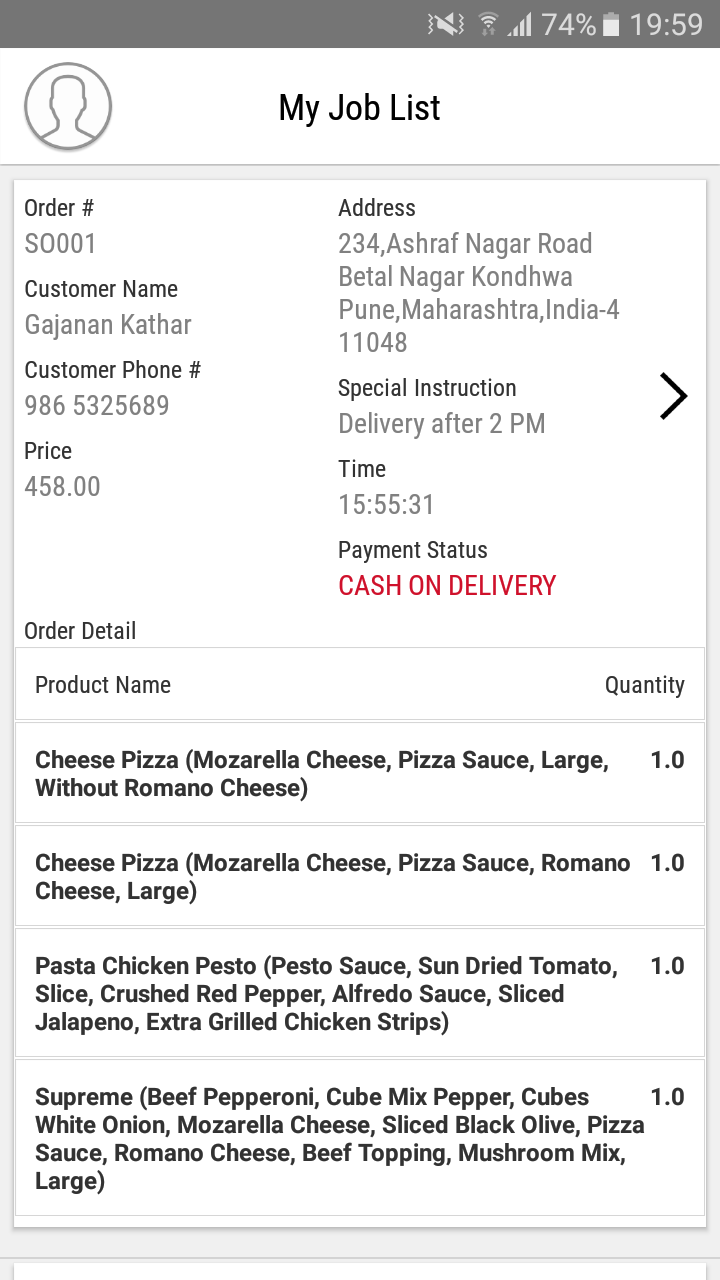 74% 19:59
My Job List
Order #
SO001
Customer Name
Gajanan Kathar
Customer Phone #
986 5325689
Price
458.00
Address
234,Ashraf Nagar Road
Betal Nagar Kondhwa
Pune,Maharashtra,India-4
11048
Special Instruction
Delivery after 2 PM
Time
15:55:31
Payment Status
CASH ON DELIVERY
Order Detail
Product Name Quantity
Cheese Pizza (Mozarella Cheese, Pizza Sauce, Large, 1.0
Without Romano Cheese)
Cheese Pizza (Mozarella Cheese, Pizza Sauce, Romano 1.0
Cheese, Large)
Pasta Chicken Pesto (Pesto Sauce, Sun Dried Tomato, 1.0
Slice, Crushed Red Pepper, Alfredo Sauce, Sliced
Jalapeno, Extra Grilled Chicken Strips)
Supreme (Beef Pepperoni, Cube Mix Pepper, Cubes 1.0
White Onion, Mozarella Cheese, Sliced Black Olive, Pizza
Sauce, Romano Cheese, Beef Topping, Mushroom Mix,
Large)